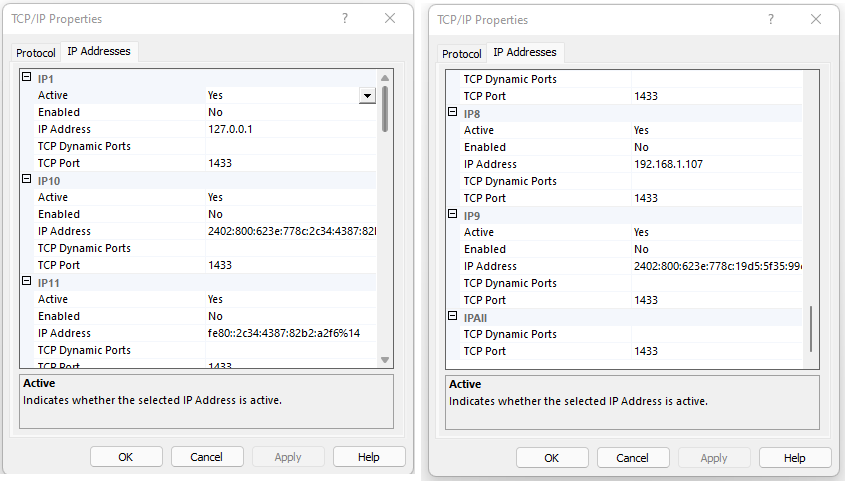 TCP/IP Properties
Protocol
IP Addresses
IP1
Active Yes
Enabled No
IP Address 127.0.0.1
TCP Dynamic Ports
TCP Port 1433
IP10
Active Yes
Enabled No
IP Address 2402:800:623e:778c:2c34:4387:82
TCP Dynamic Ports
TCP Port 1433
IP11
Active Yes
Enabled No
IP Address fe80::2c34:4387:82b2:a2f6%14
TCP Dynamic Ports
TCP Port 1433
Active
Indicates whether the selected IP Address is active.
OK Cancel Apply Help
TCP/IP Properties
Protocol
IP Addresses
TCP Dynamic Ports
TCP Port 1433
IP8
Active Yes
Enabled No
IP Address 192.168.1.107
TCP Dynamic Ports
TCP Port 1433
IP9
Active Yes
Enabled No
IP Address 2402:800:623e:778c:19d5:5f35:99
TCP Dynamic Ports
TCP Port 1433
IPAll
TCP Dynamic Ports
TCP Port 1433
Active
Indicates whether the selected IP Address is active.
OK Cancel Apply Help